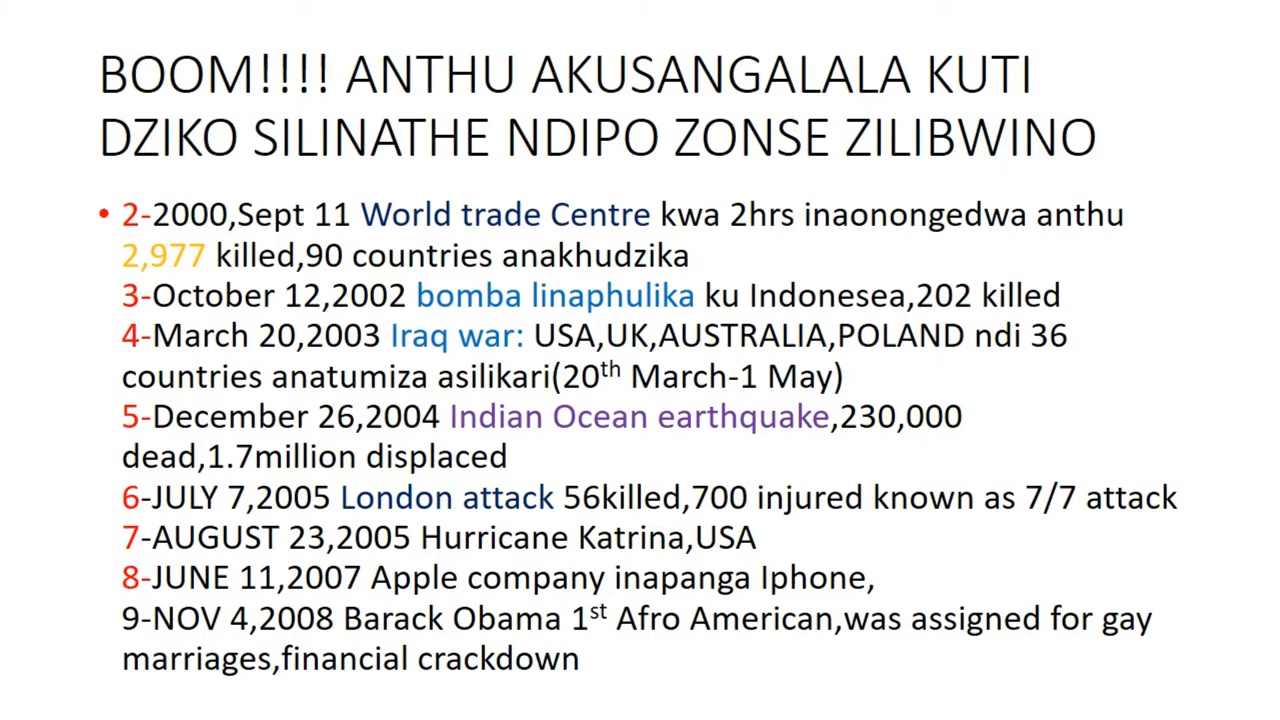 BOOM!!!! ANTHU AKUSANGALALA KUTI
DZIKO SILINATHE NDIPO ZONSE ZILIBWINO
• 2-2000,Sept 11 World trade Centre kwa 2hrs inaonongedwa anthu
2,977 killed,90 countries anakhudzika
3-October 12,2002 bomba linaphulika ku Indonesea,202 killed
4-March 20,2003 Iraq war: USA,UK,AUSTRALIA,POLAND ndi 36
countries anatumiza asilikari(20th March-1 May)
5-December 26,2004 Indian Ocean earthquake,230,000
dead,1.7million displaced
6-JULY 7,2005 London attack 56killed,700 injured known as 7/7 attack
7-AUGUST 23,2005 Hurricane Katrina,USA
8-JUNE 11,2007 Apple company inapanga Iphone,
9-NOV 4,2008 Barack Obama 1st Afro American,was assigned for gay
marriages,financial crackdown